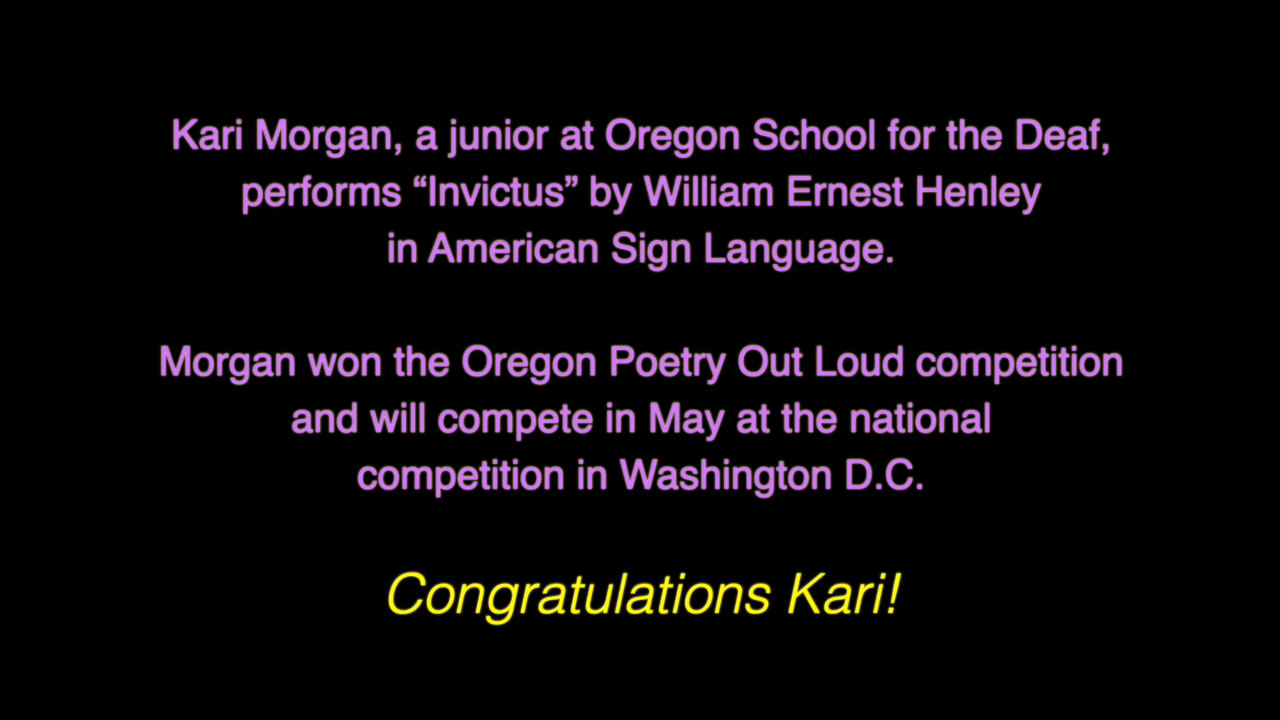 Kari Morgan, a junior at Oregon School for the Deaf,
performs “Invictus” by William Ernest Henley
in American Sign Language.
Morgan won the Oregon Poetry Out Loud competition
and will compete in May at the national
competition in Washington D.C.
Congratulations Kari!